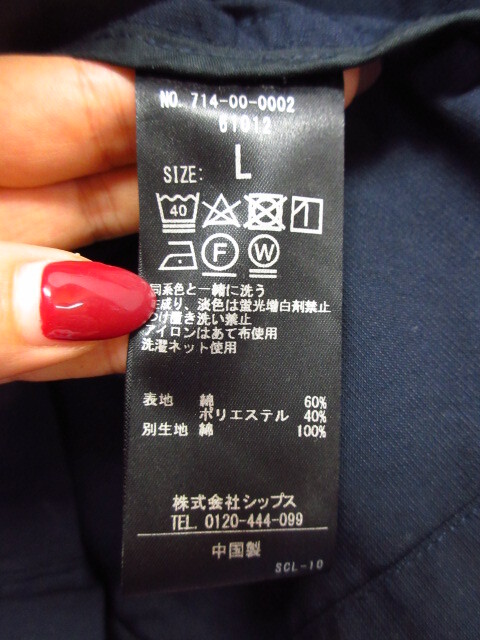 NO. 714-00-0002
61012
SIZE: L
40
F W
同系色と一緒に洗う
盛り、淡色は蛍光増白剤禁止
け置き洗い禁止
アイロンはあて布使用
洗濯ネット使用
表地 綿 60%
ポリエステル 40%
別生地 綿 100%
株式会社シップス
TEL. 0120-444-099
中国製
SCL-10